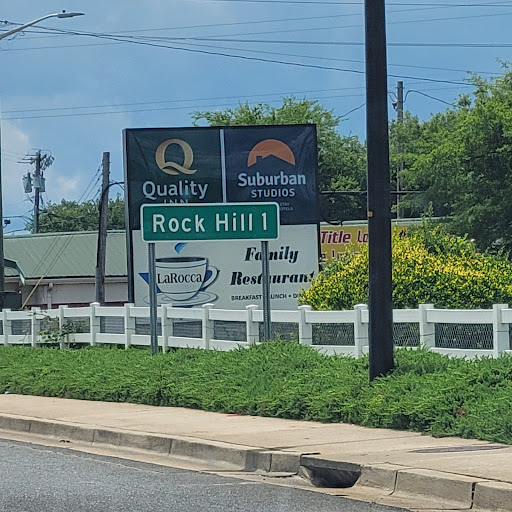 Q
Quality
INN
Suburban
STUDIOS
Rock Hill 1
LaRocca
Family
Restaurant
BREAKFAST
Title